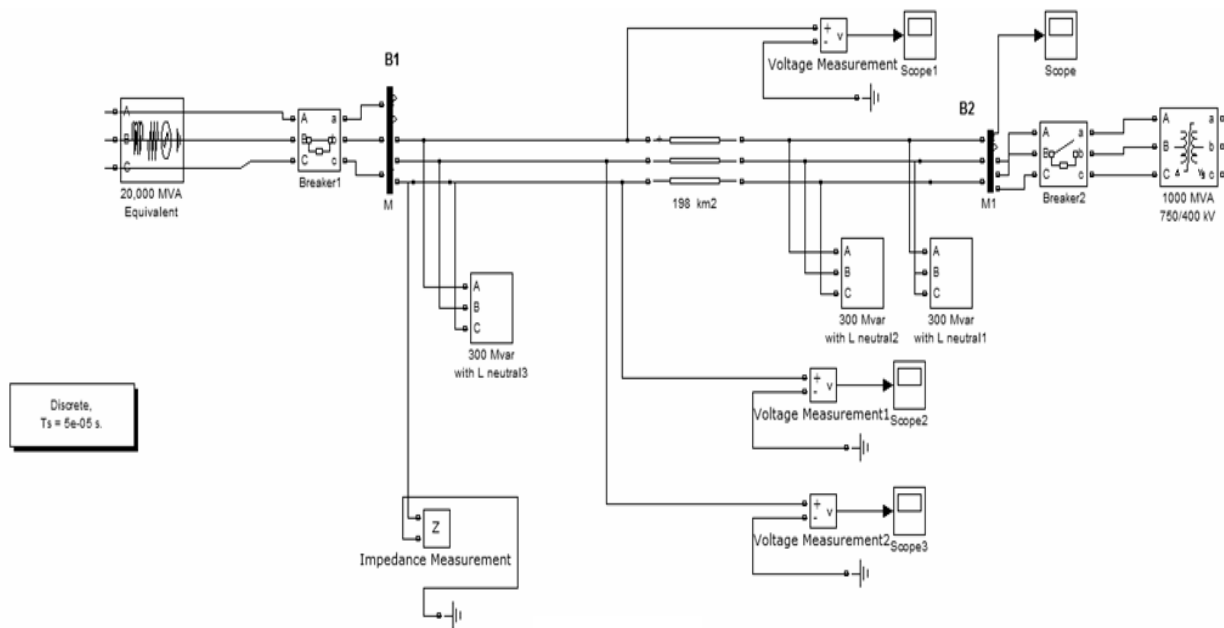 B1
B2
+
-
v
Voltage Measurement
Scope1
Scope
A
B
C
20,000 MVA
Equivalent
A
B
C
a
b
c
Breaker1
M
198 km2
M1
A
B
C
a
b
c
Breaker2
A
B
C
a
b
c
1000 MVA
750/400 kV
A
B
C
300 Mvar
with L neutral3
A
B
C
300 Mvar
with L neutral2
A
B
C
300 Mvar
with L neutral1
Discrete,
Ts = 5e-05 s.
+
-
v
Voltage Measurement1
Scope2
+
-
v
Voltage Measurement2
Scope3
Z
Impedance Measurement